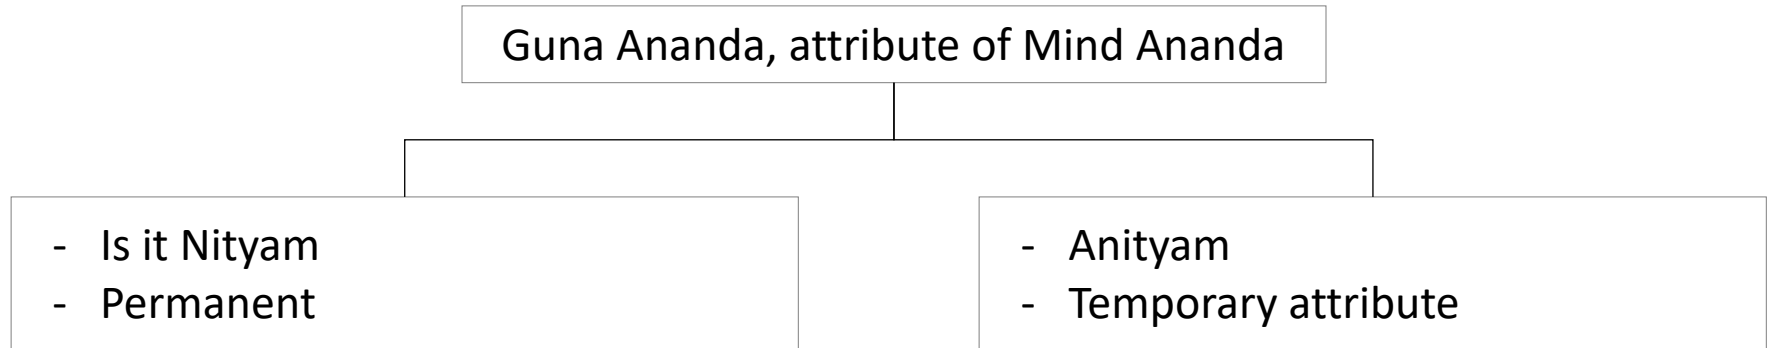 Guna Ananda, attribute of Mind Ananda
- Is it Nityam
- Permanent
- Anityam
- Temporary attribute